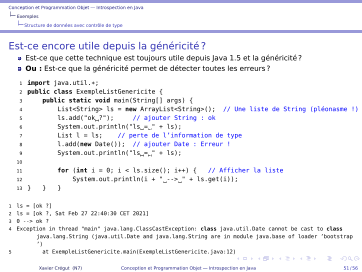 Conception et Programmation Objet — Introspection en Java
Exemples
Structure de données avec contrôle de type
Est-ce encore utile depuis la généricité ?
Est-ce que cette technique est toujours utile depuis Java 1.5 et la généricité ?
Ou : Est-ce que la généricité permet de détecter toutes les erreurs ?
1 import java.util.*;
2 public class ExempleListeGenericite {
3 public static void main(String[] args) {
4 List<String> ls = new ArrayList<String>(); // Une liste de String (pléonasme !)
5 ls.add("ok␣?"); // ajouter String : ok
6 System.out.println("ls␣=␣" + ls);
7 List l = ls; // perte de l'information de type
8 l.add(new Date()); // ajouter Date : Erreur !
9 System.out.println("ls␣=␣" + ls);
10
11 for (int i = 0; i < ls.size(); i++) { // Afficher la liste
12 System.out.println(i + "␣-->␣" + ls.get(i));
13 } } }
1 ls = [ok ?]
2 ls = [ok ?, Sat Feb 27 22:40:30 CET 2021]
3 0 --> ok ?
4 Exception in thread "main" java.lang.ClassCastException: class java.util.Date cannot be cast to class
java.lang.String (java.util.Date and java.lang.String are in module java.base of loader 'bootstrap
')
5 at ExempleListeGenericite.main(ExempleListeGenericite.java:12)
Xavier Crégut (N7)
Conception et Programmation Objet — Introspection en Java
51/56